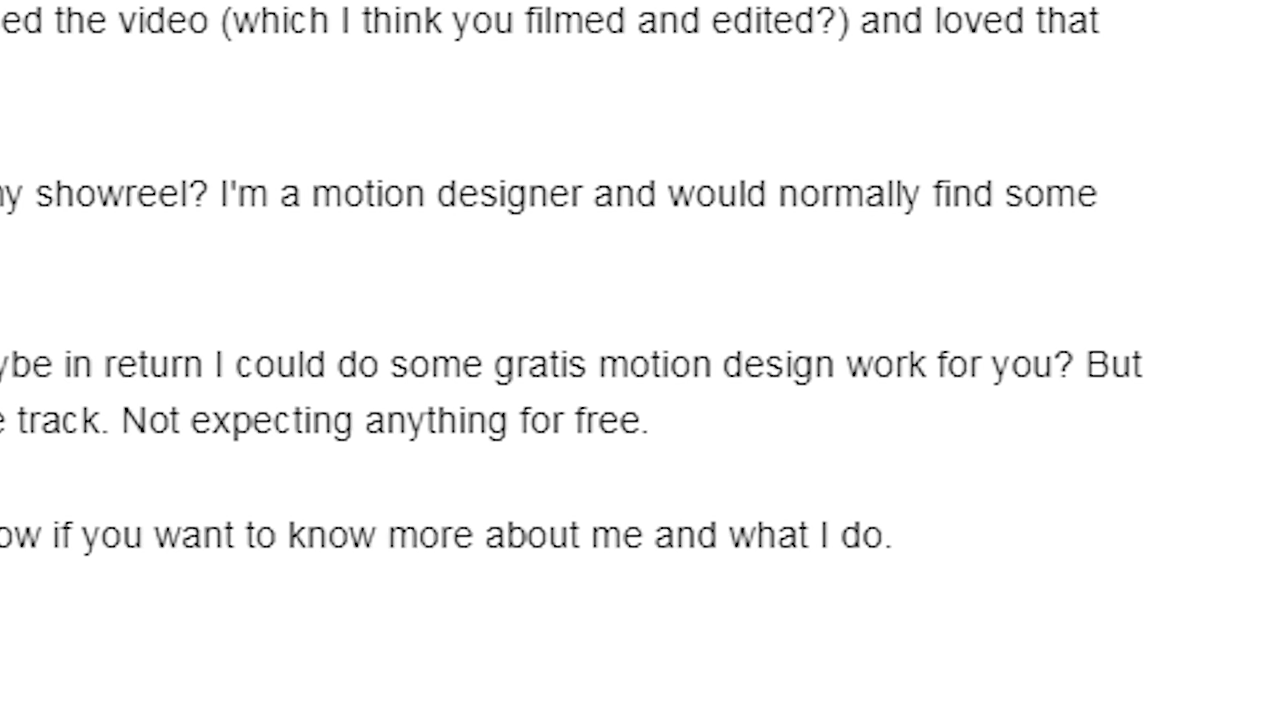 ed the video (which I think you filmed and edited?) and loved that
y showreel? I'm a motion designer and would normally find some
ybe in return I could do some gratis motion design work for you? But
track. Not expecting anything for free.
ow if you want to know more about me and what I do.